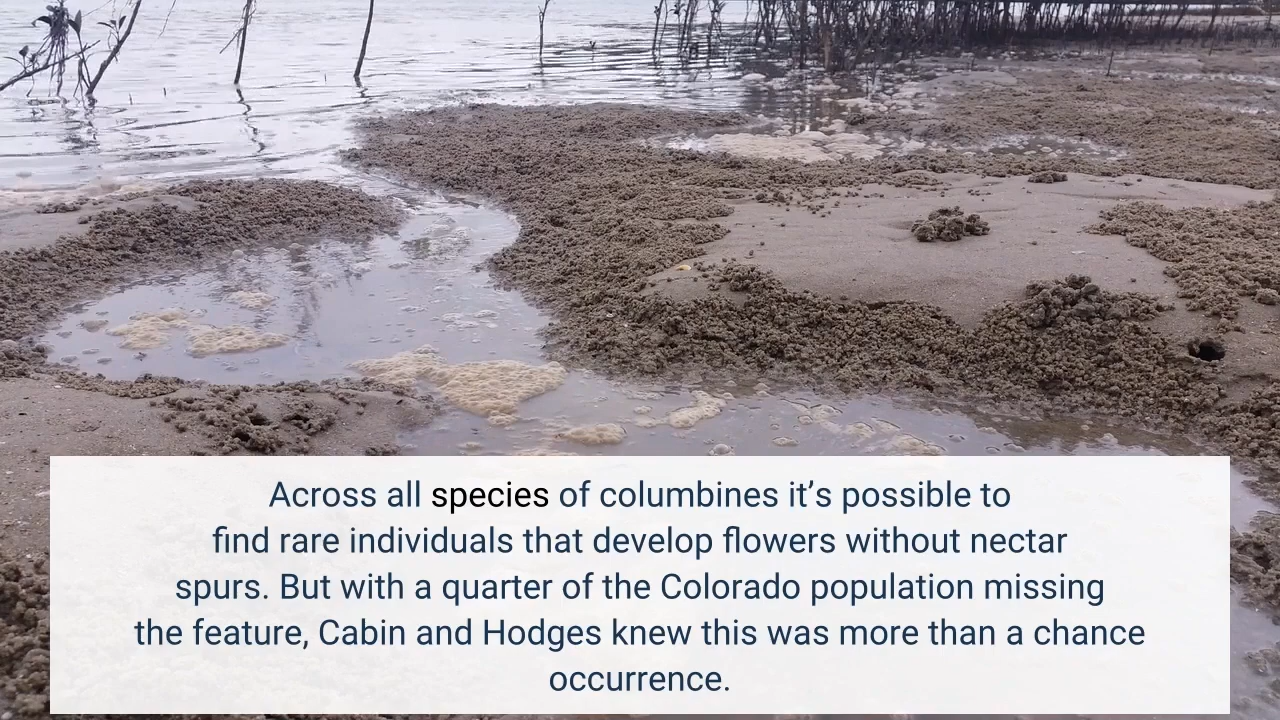 Across all species of columbines it’s possible to
find rare individuals that develop flowers without nectar
spurs. But with a quarter of the Colorado population missing
the feature, Cabin and Hodges knew this was more than a chance
occurrence.